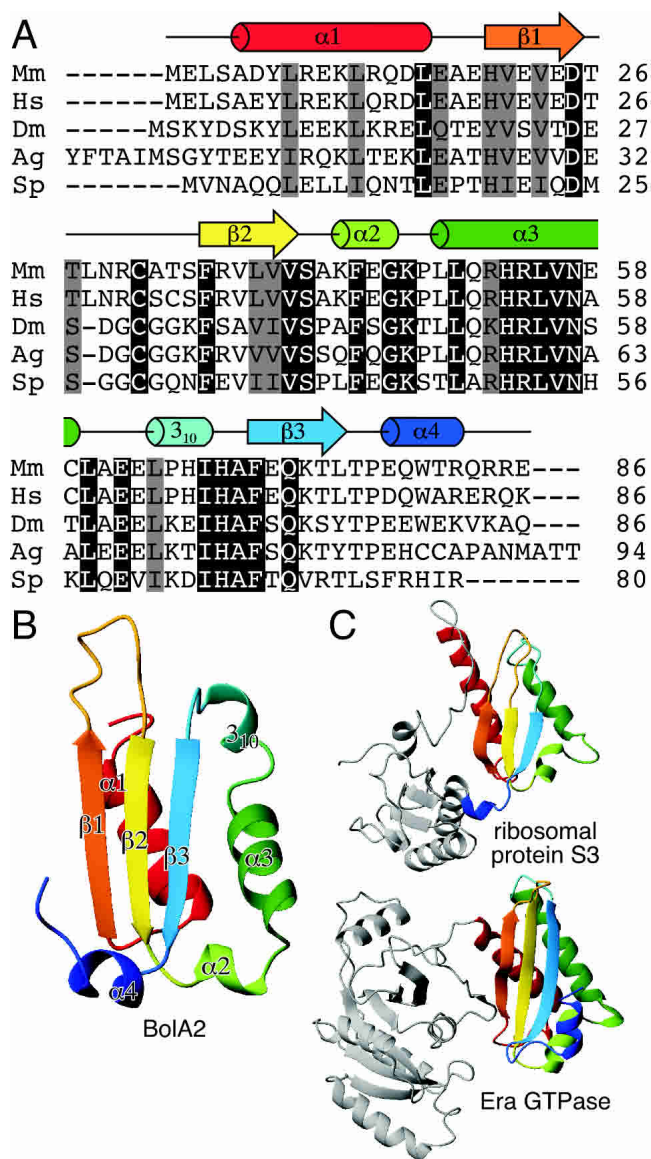 A
α1 β1
Mm ------MELSADYLREKLRQDLEAEHVEVEDT 26
Hs ------MELSAEYLREKLQRDLEAEHVEVEDT 26
Dm -----MSKYDSKYLEEKLKRELQTEYVSVTDE 27
Ag YFTAIMSGYTEEYIRQKLTEKLEATHVEVVDE 32
Sp -------MVNAQQLELLIQNTLEPTHIEIQDM 25
β2 α2 α3
Mm TLNRCATSFRVLVVSAKFEGKPLLQRHRLVNE 58
Hs TLNRCSCSFRVLVVSAKFEGKPLLQRHRLVNA 58
Dm S-DGCGGKFSAVIVSPAFSGKTLLQKHRLVNS 58
Ag S-DGCGGKFRVVVVSSQFQGKTLLQRHRLVNA 63
Sp S-GGCGQNFEVIIVSPLFEGKSTLARHRLVNH 56
3₁₀ β3 α4
Mm CLAEELPHIHAFEQKTLTPEQWTRQRRE--- 86
Hs CLAEELPHIHAFEQKTLTPDQWARERQK--- 86
Dm TLAEELKEIHAFSQKSYTPEEWEKVKAQ--- 86
Ag ALEEELKTIHAFSQKTYTPEHCCAPANMATT 94
Sp KLQEVIKDIHAFTQVRTLSFRHIR------- 80
B
α1
β1
β2
β3
3₁₀
α3
α2
α4
BolA2
C
ribosomal
protein S3
Era GTPase